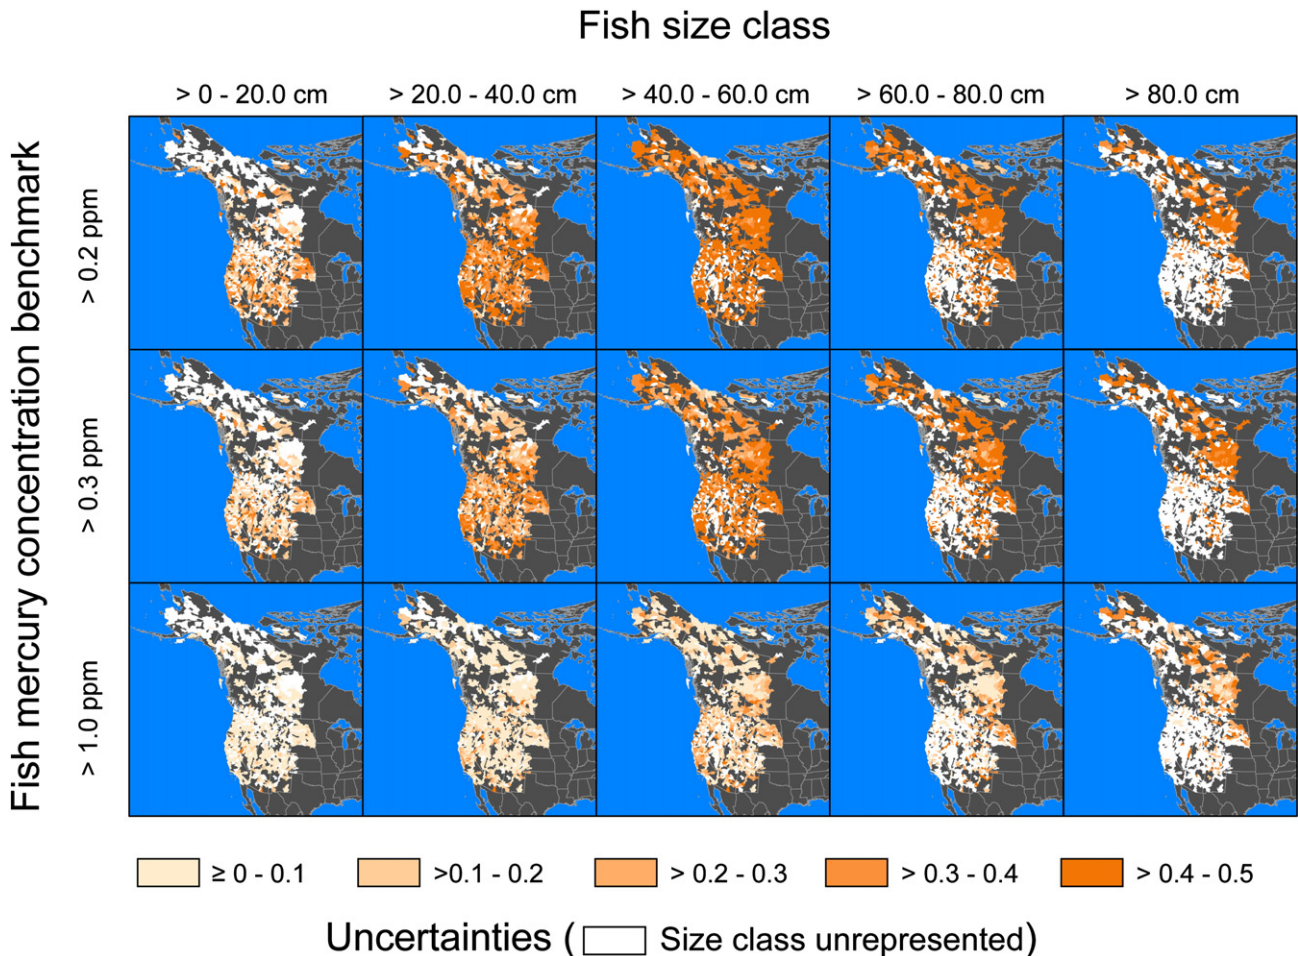 Fish size class
> 0 - 20.0 cm
> 20.0 - 40.0 cm
> 40.0 - 60.0 cm
> 60.0 - 80.0 cm
> 80.0 cm
Fish mercury concentration benchmark
> 0.2 ppm
> 0.3 ppm
> 1.0 ppm
≥ 0 - 0.1
>0.1 - 0.2
> 0.2 - 0.3
> 0.3 - 0.4
> 0.4 - 0.5
Uncertainties ( Size class unrepresented)